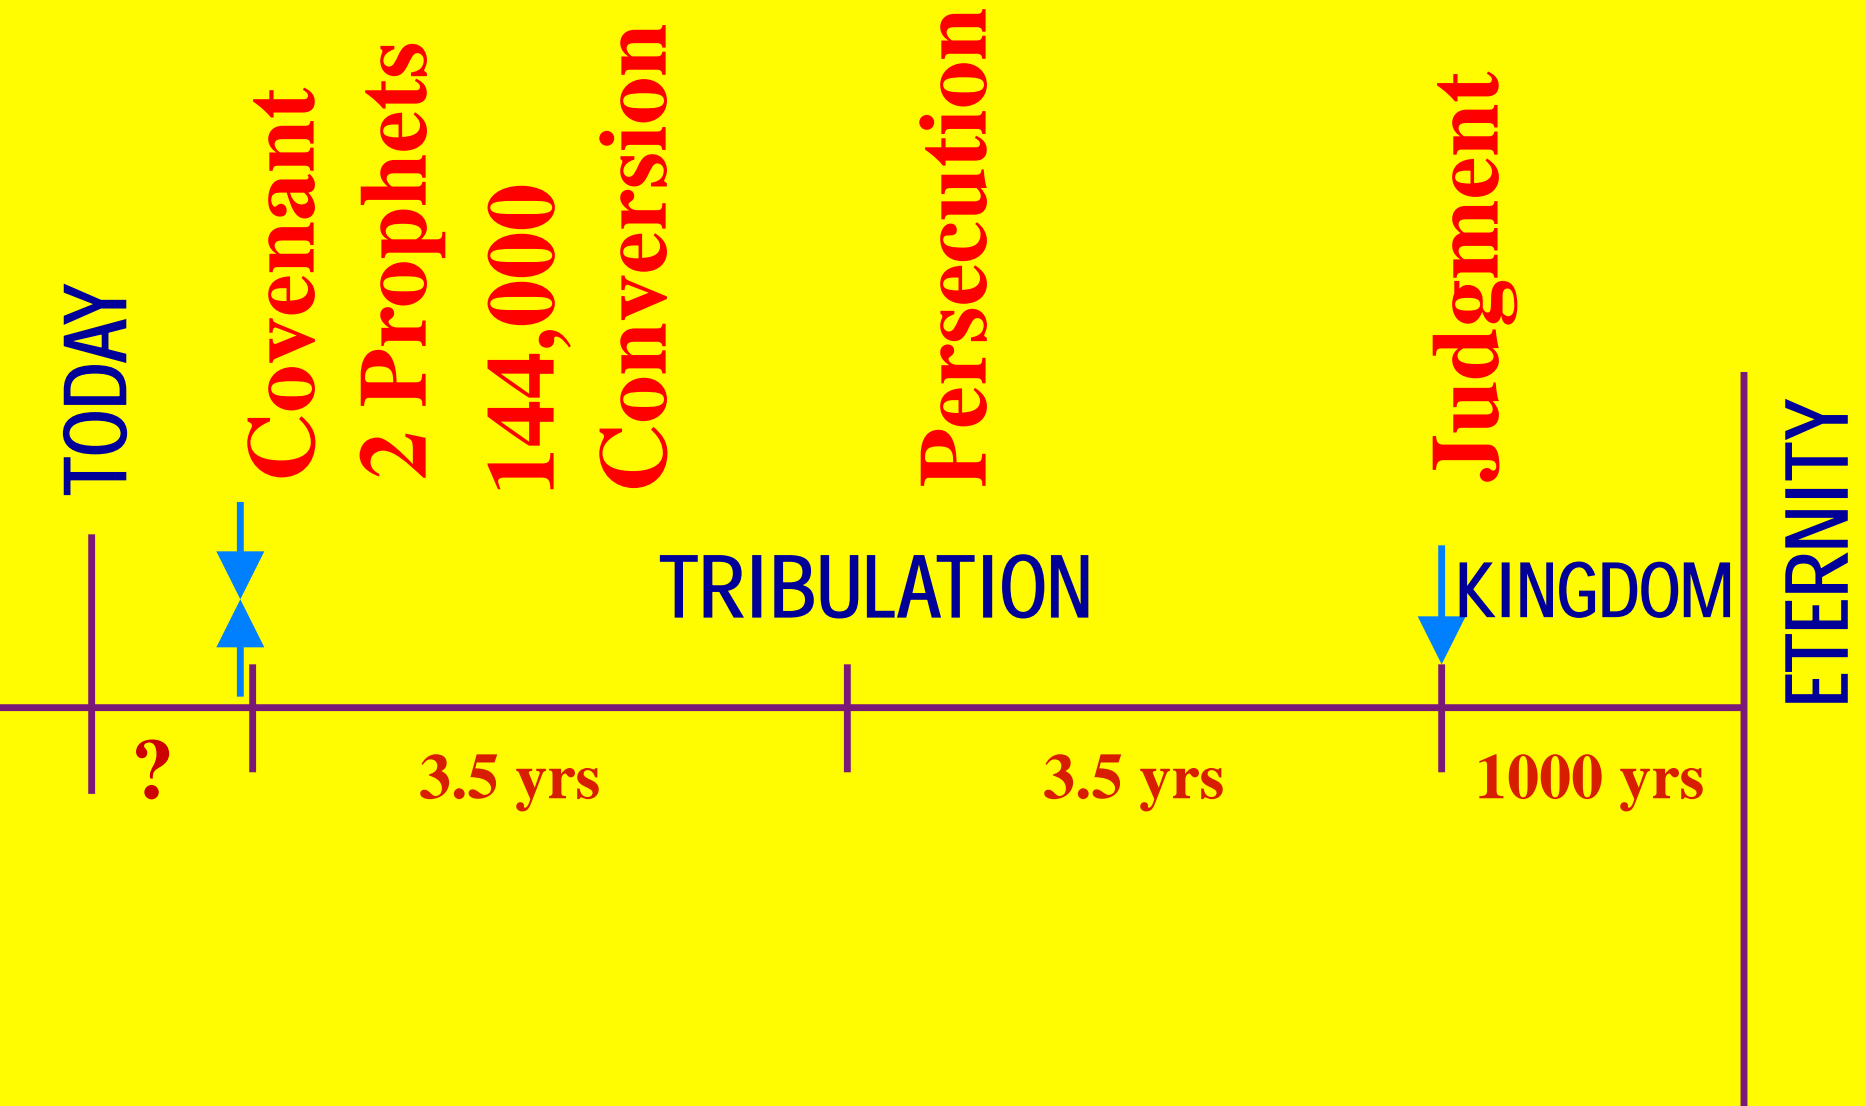 TODAY
Covenant
2 Prophets
144,000
Conversion
Persecution
Judgment
TRIBULATION
KINGDOM
ETERNITY
?
3.5 yrs
3.5 yrs
1000 yrs